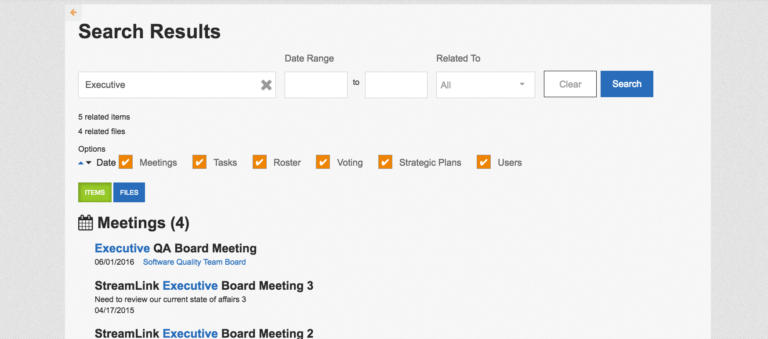 Search Results
Date Range
Related To
Executive
to
All
Clear
Search
5 related items
4 related files
Options
Date Meetings Tasks Roster Voting Strategic Plans Users
ITEMS FILES
Meetings (4)
Executive QA Board Meeting
06/01/2016 Software Quality Team Board
StreamLink Executive Board Meeting 3
Need to review our current state of affairs 3
04/17/2015
StreamLink Executive Board Meeting 2